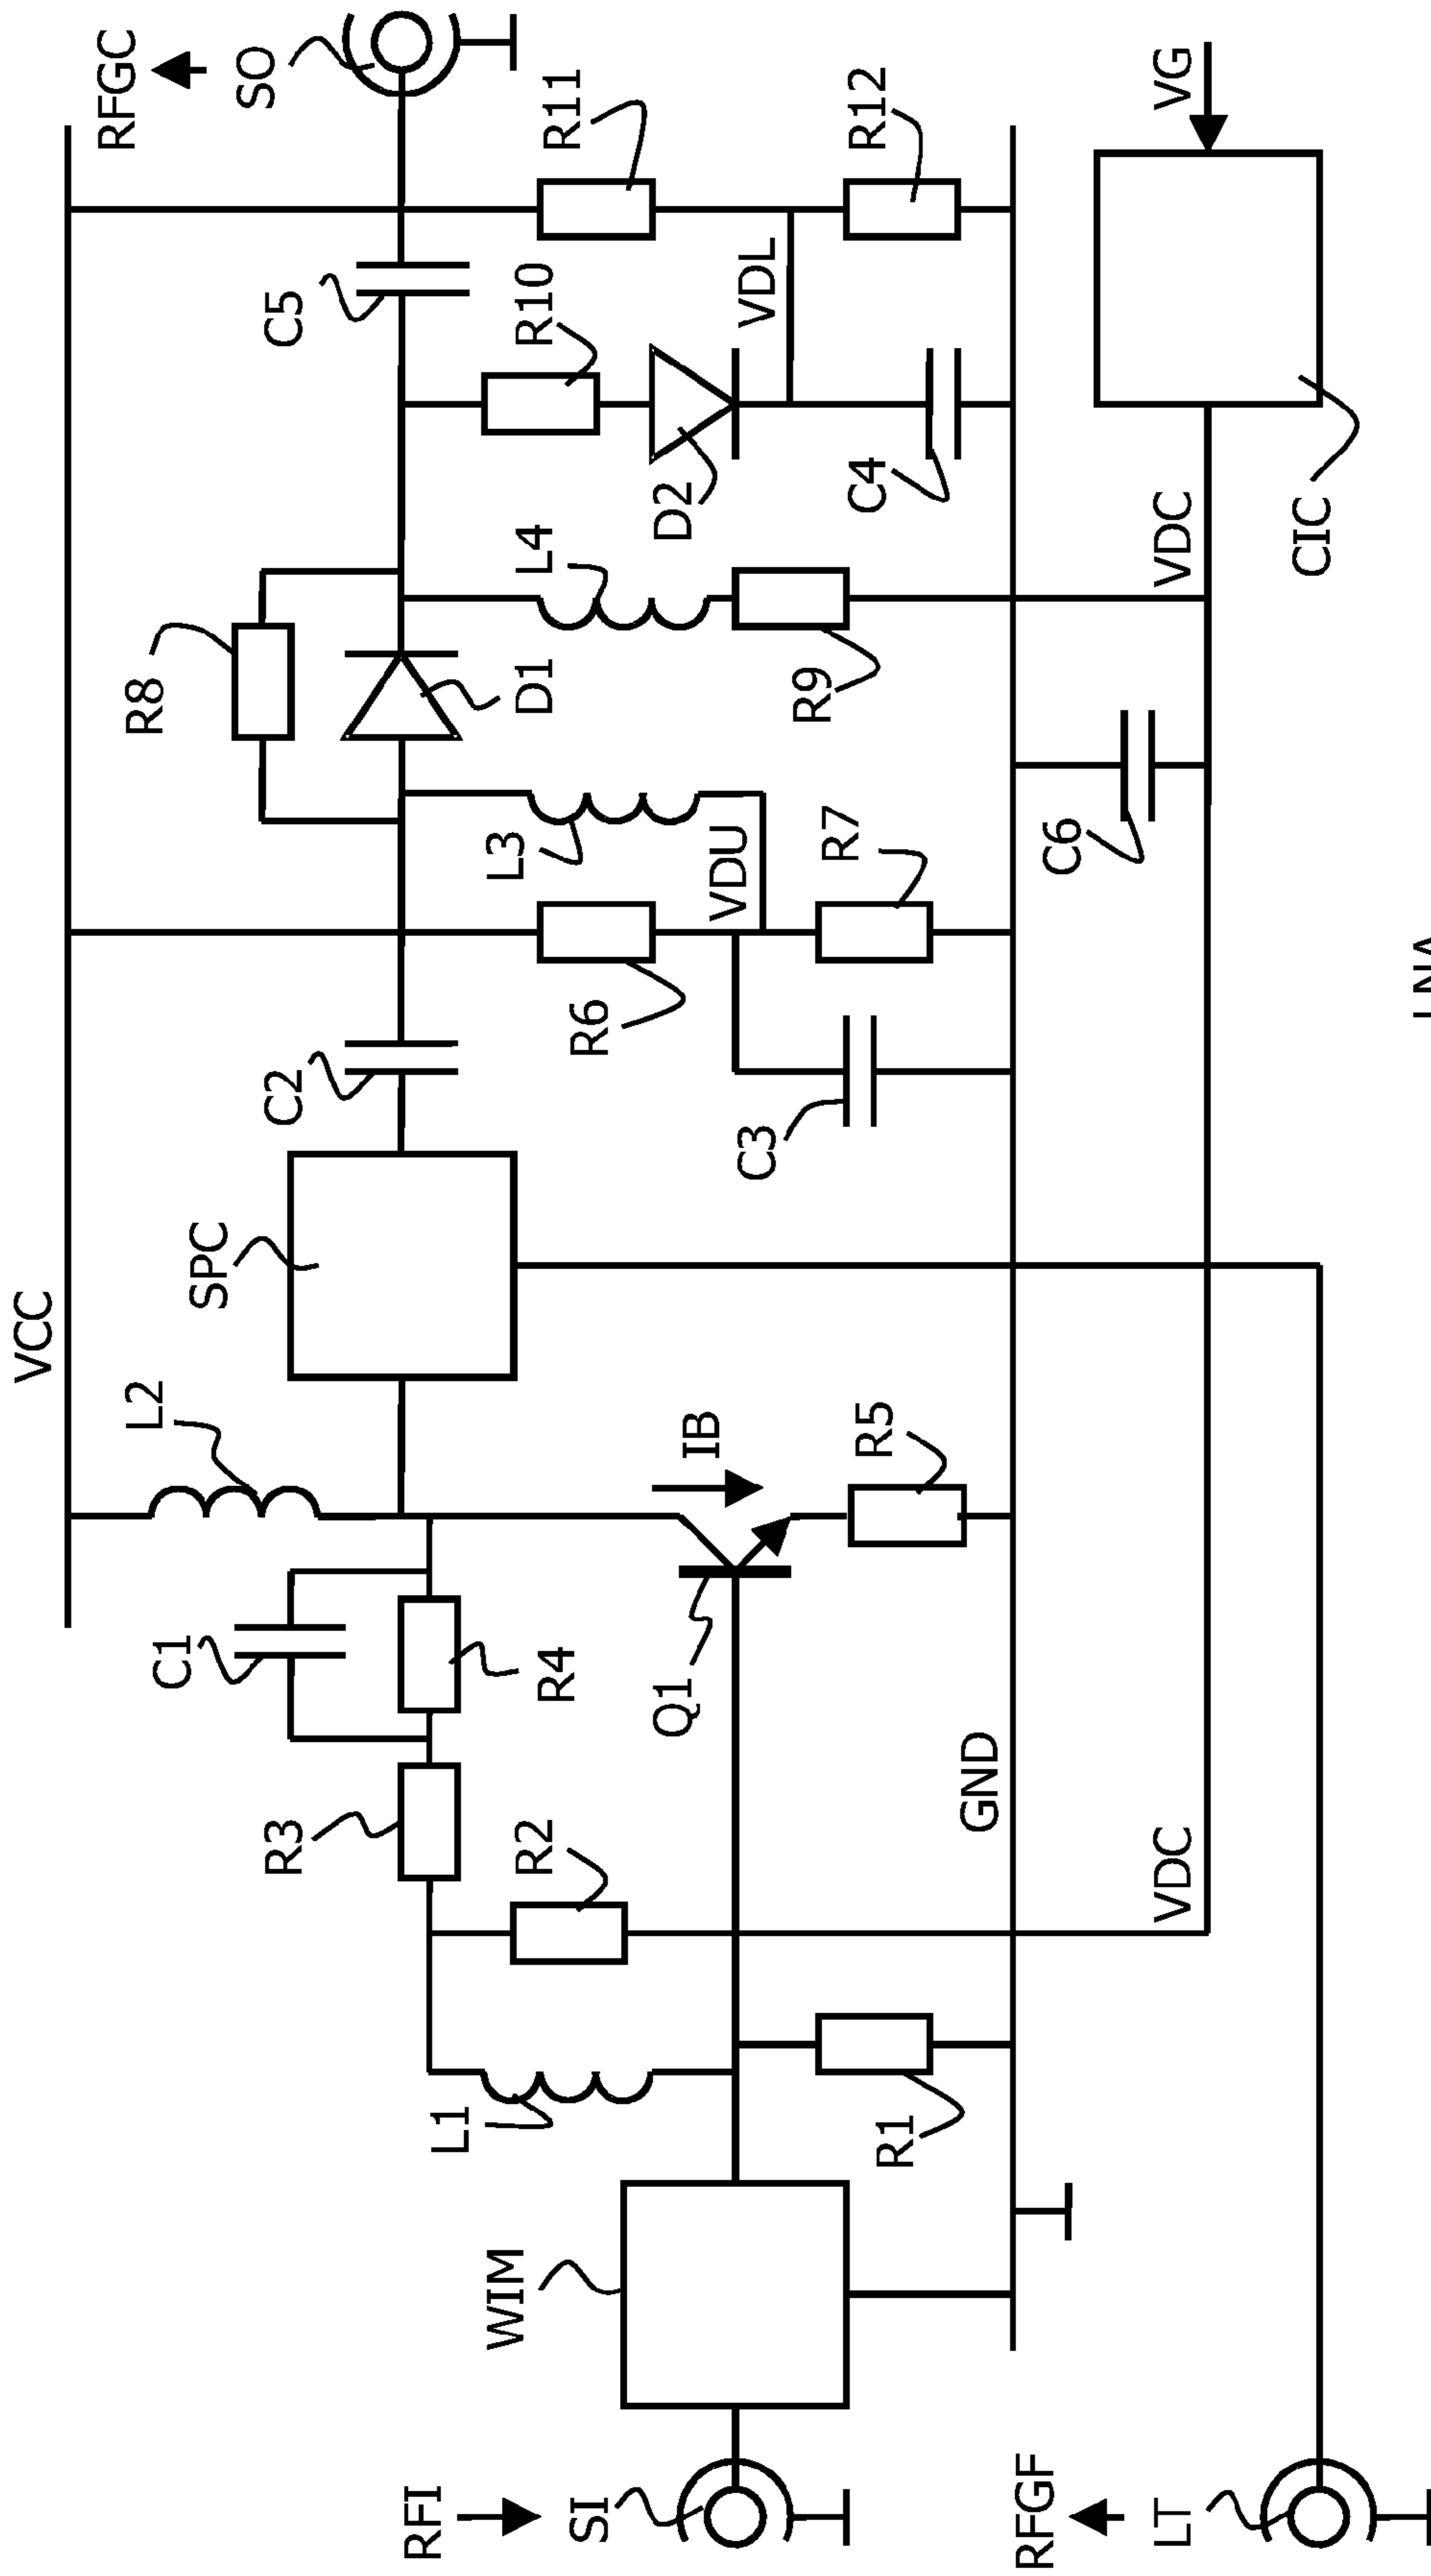 VCC
RFGC
SO
L2
SPC
R8
C1
C2
C5
R3
R4
D1
R10
R11
L4
L3
R2
R6
D2
VDL
L1
Q1
IB
VDU
C3
R7
R9
C4
R12
R5
R1
WIM
GND
C6
RFI
SI
VDC
VDC
VG
CIC
RFGF
LT